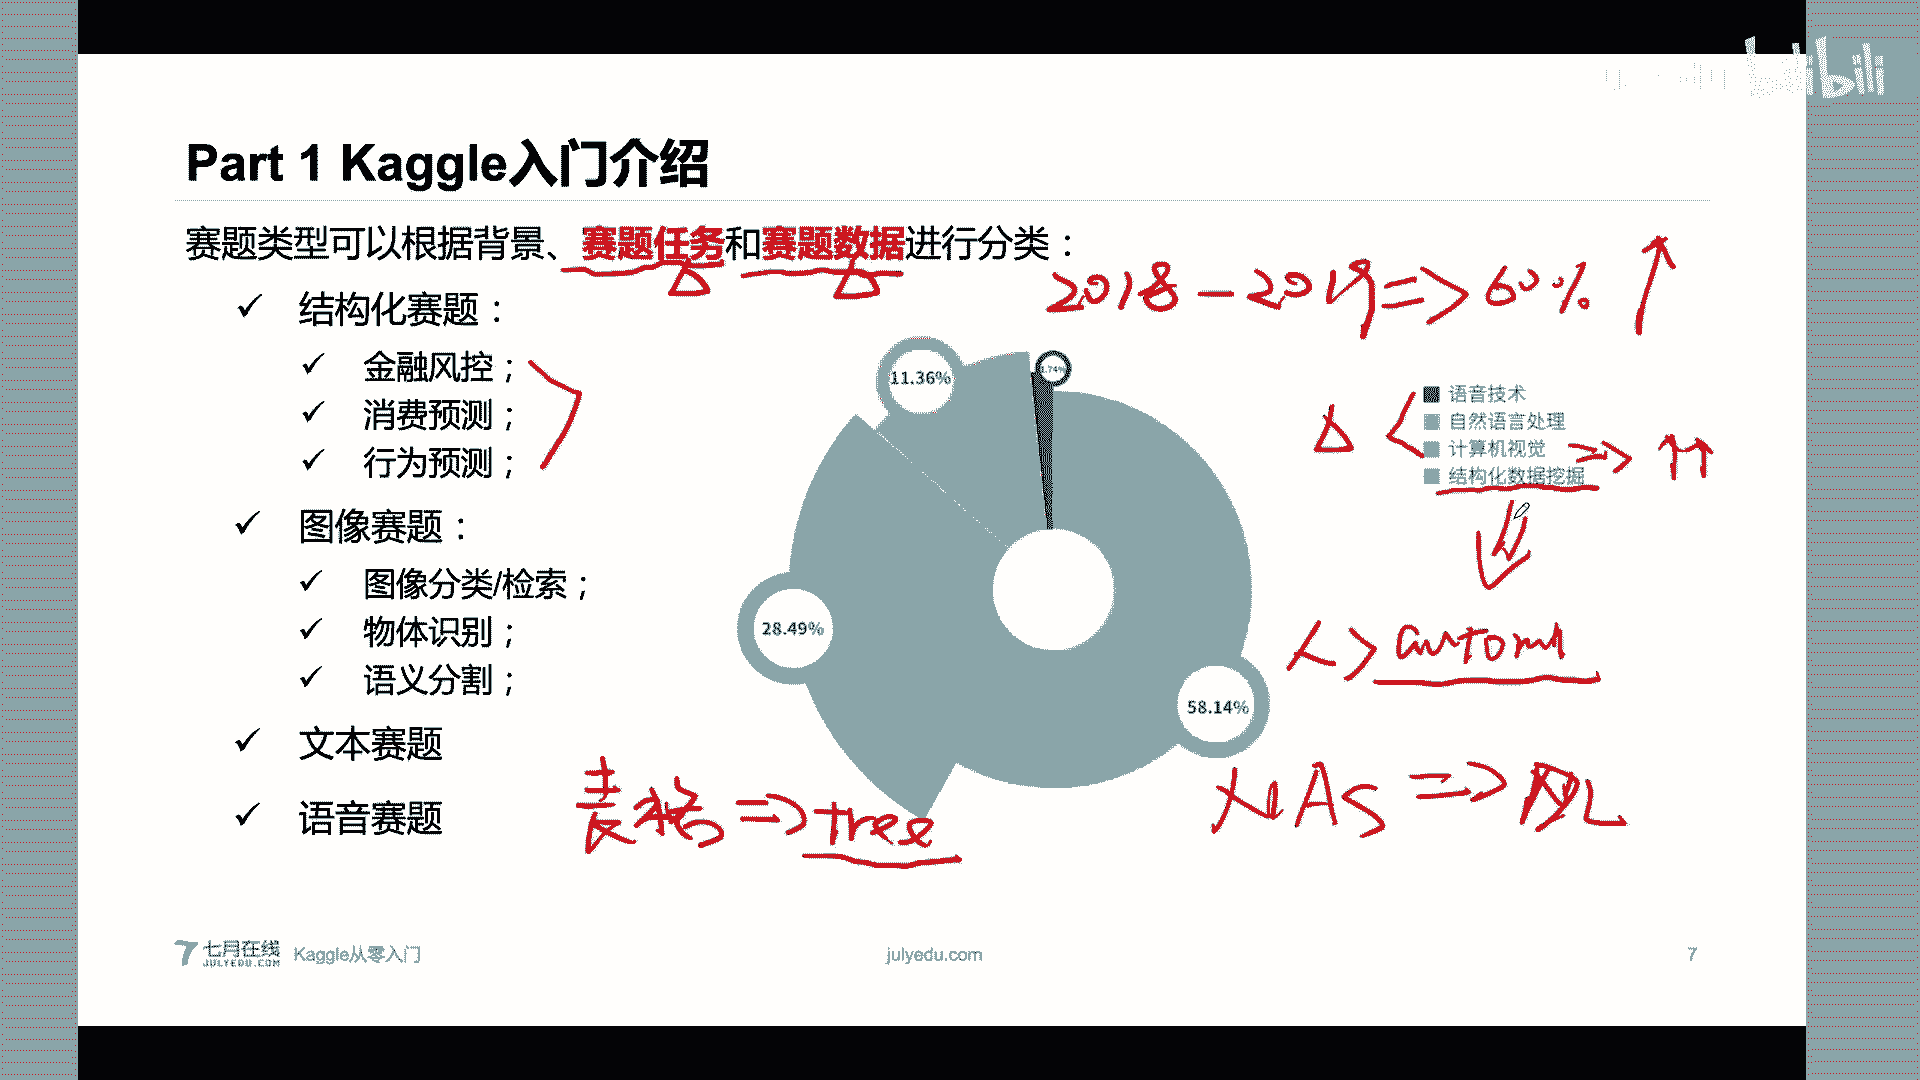 bilibili
Part 1 Kaggle入门介绍
赛题类型可以根据背景、赛题任务和赛题数据进行分类：
2018-2019=>60%
✓ 结构化赛题：
✓ 金融风控；
✓ 消费预测；
✓ 行为预测；
✓ 图像赛题：
✓ 图像分类/检索；
✓ 物体识别；
✓ 语义分割；
✓ 文本赛题
✓ 语音赛题
11.36%
1.74%
28.49%
58.14%
语音技术
自然语言处理
计算机视觉
结构化数据挖掘
automl
NAS =>
表格 => tree
七月在线
JULYEDU.COM
Kaggle从零入门
julyedu.com
7